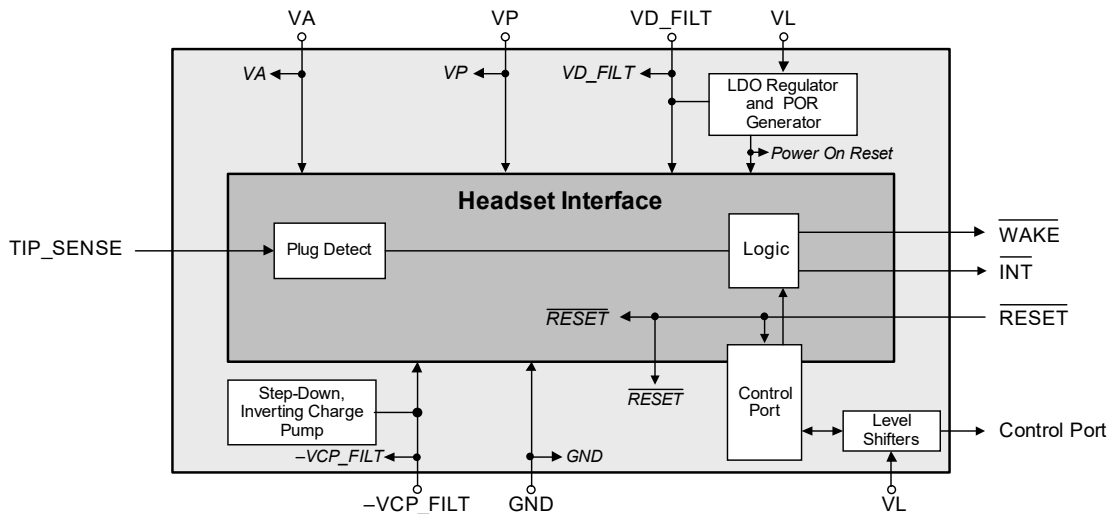 VA
VP
VD_FILT
VL
VA
VP
VD_FILT
LDO Regulator
and POR
Generator
Power On Reset
Headset Interface
TIP_SENSE
Plug Detect
Logic
WAKE
INT
RESET
RESET
RESET
Step-Down,
Inverting Charge
Pump
Control
Port
Level
Shifters
Control Port
–VCP_FILT
GND
–VCP_FILT
GND
VL